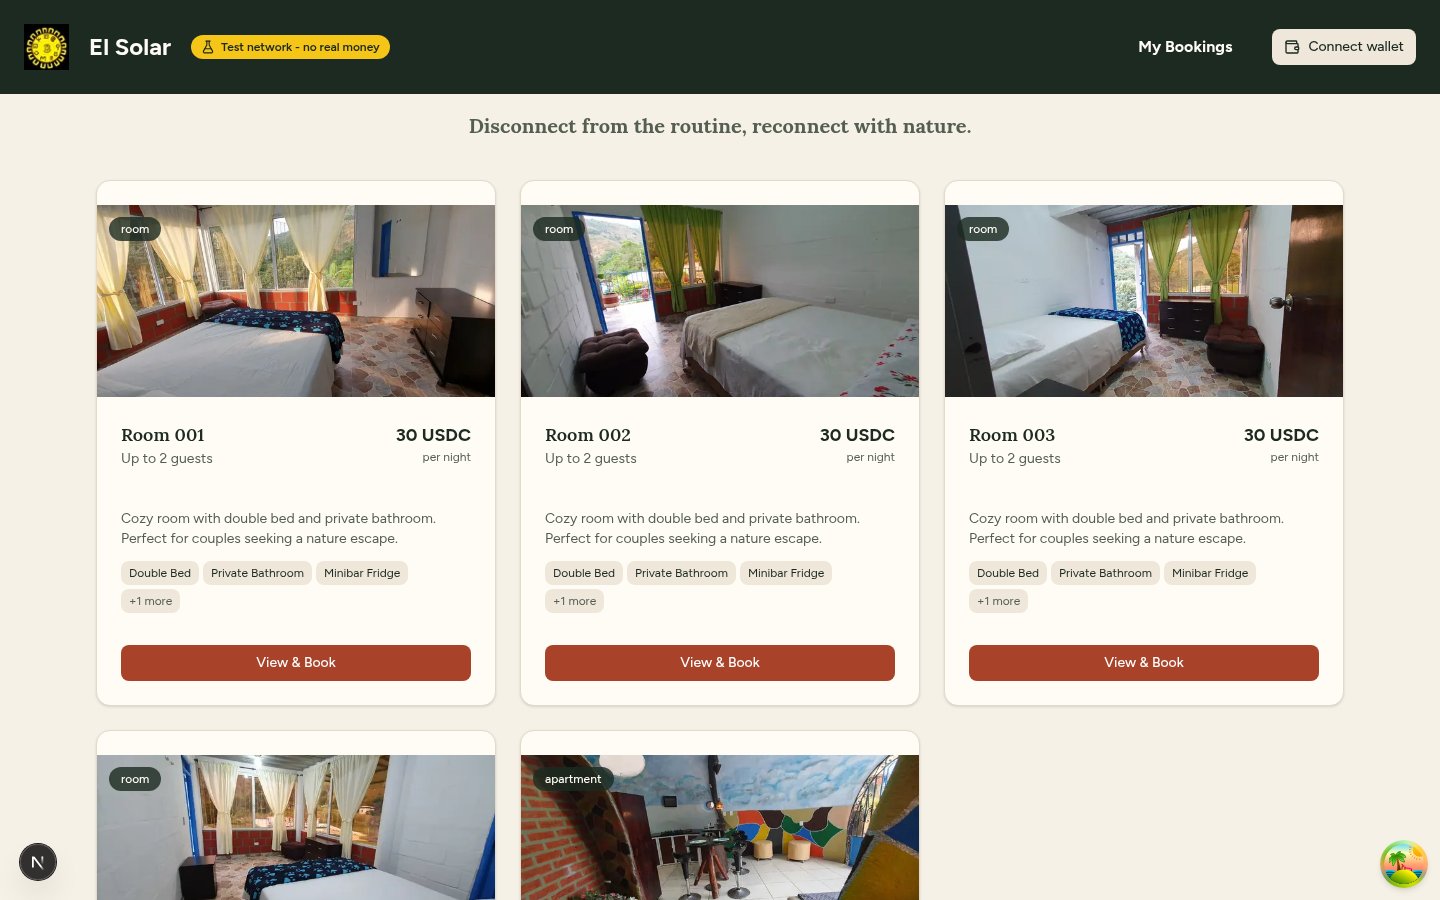 El Solar
Test network - no real money
My Bookings
Connect wallet
Disconnect from the routine, reconnect with nature.
room
room
room
Room 001
30 USDC
Up to 2 guests
per night
Cozy room with double bed and private bathroom.
Perfect for couples seeking a nature escape.
Double Bed
Private Bathroom
Minibar Fridge
+1 more
View & Book
Room 002
30 USDC
Up to 2 guests
per night
Cozy room with double bed and private bathroom.
Perfect for couples seeking a nature escape.
Double Bed
Private Bathroom
Minibar Fridge
+1 more
View & Book
Room 003
30 USDC
Up to 2 guests
per night
Cozy room with double bed and private bathroom.
Perfect for couples seeking a nature escape.
Double Bed
Private Bathroom
Minibar Fridge
+1 more
View & Book
room
apartment
N